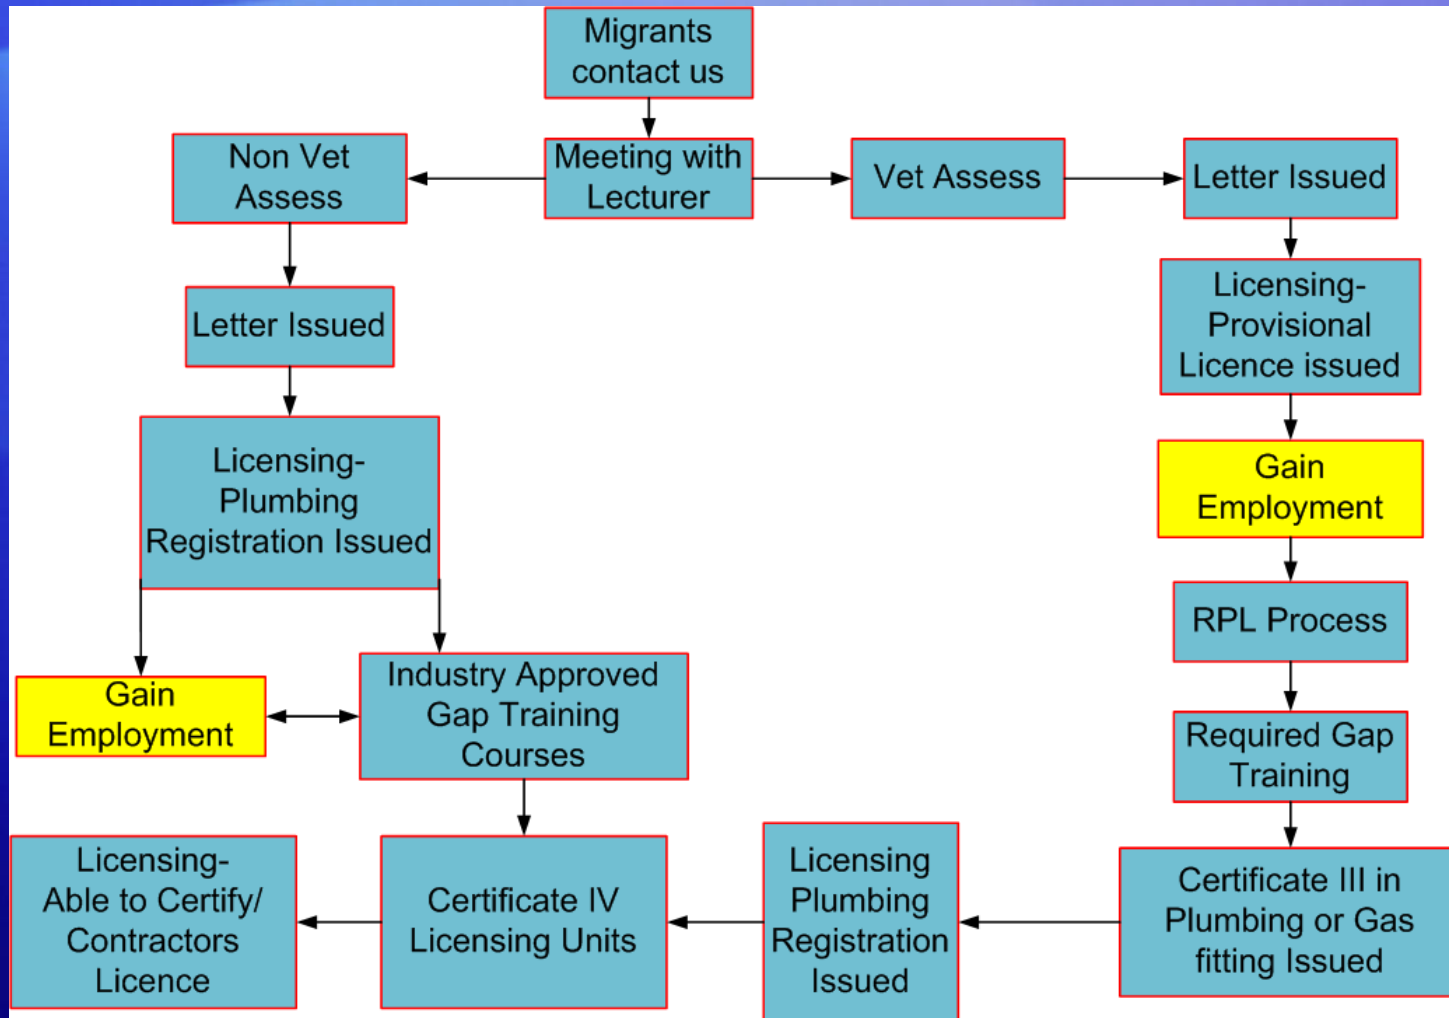 Migrants
contact us
Non Vet
Assess
Meeting with
Lecturer
Vet Assess
Letter Issued
Letter Issued
Licensing-
Provisional
Licence issued
Licensing-
Plumbing
Registration Issued
Gain
Employment
RPL Process
Gain
Employment
Industry Approved
Gap Training
Courses
Required Gap
Training
Licensing-
Able to Certify/
Contractors
Licence
Certificate IV
Licensing Units
Licensing
Plumbing
Registration
Issued
Certificate III in
Plumbing or Gas
fitting Issued